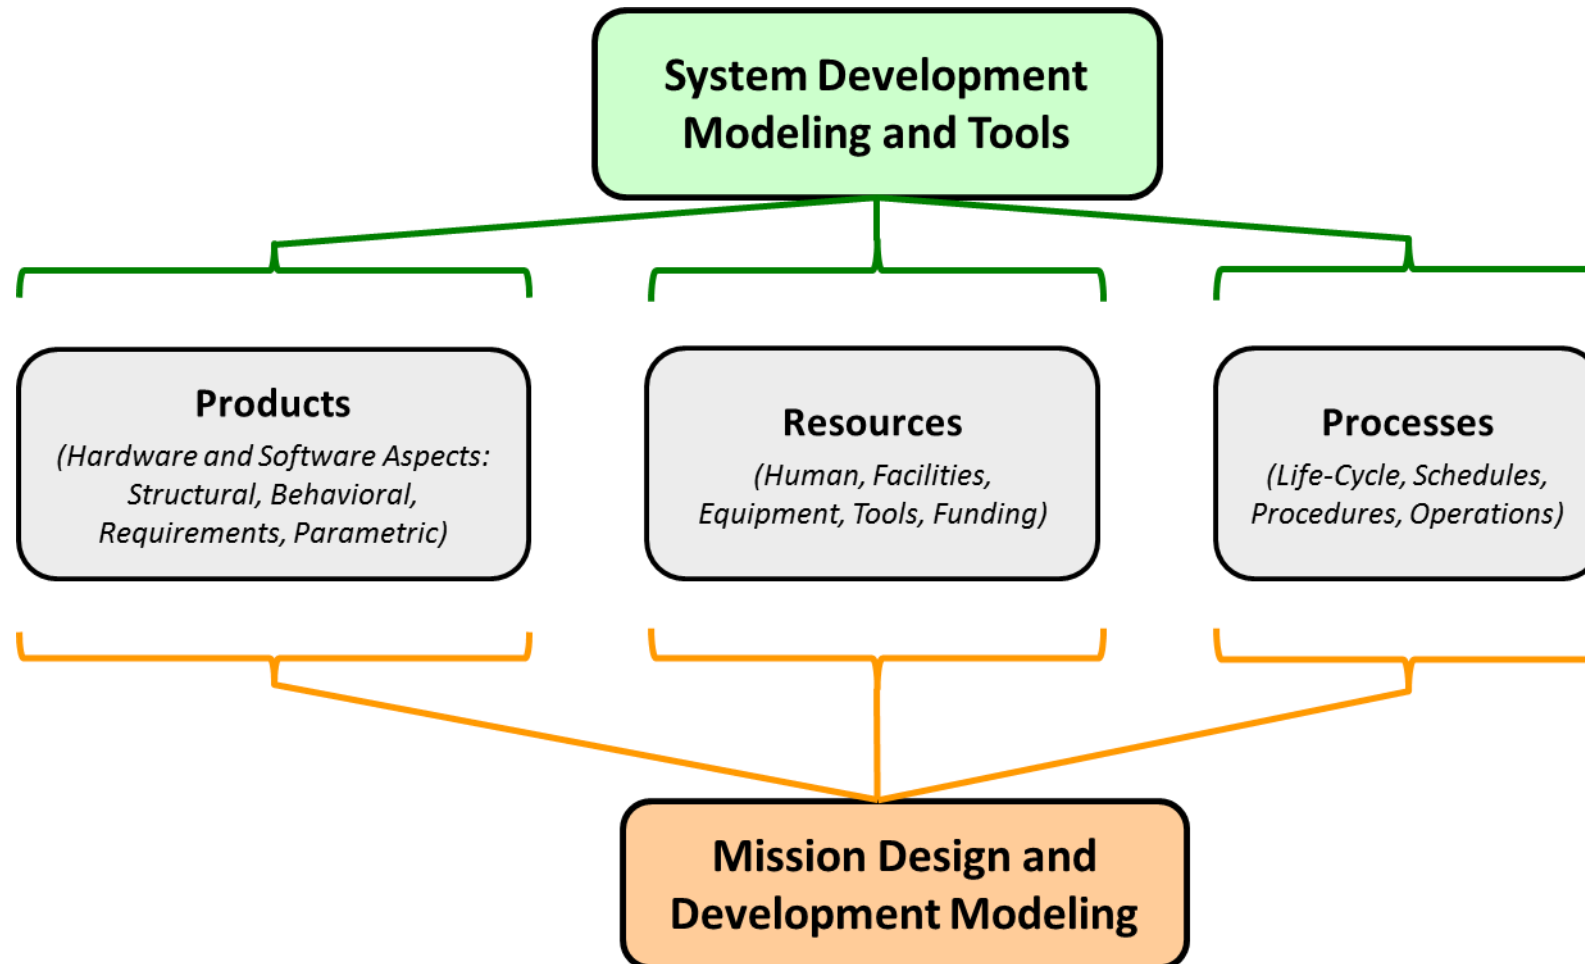 System Development
Modeling and Tools
Products
(Hardware and Software Aspects:
Structural, Behavioral,
Requirements, Parametric)
Resources
(Human, Facilities,
Equipment, Tools, Funding)
Processes
(Life-Cycle, Schedules,
Procedures, Operations)
Mission Design and
Development Modeling